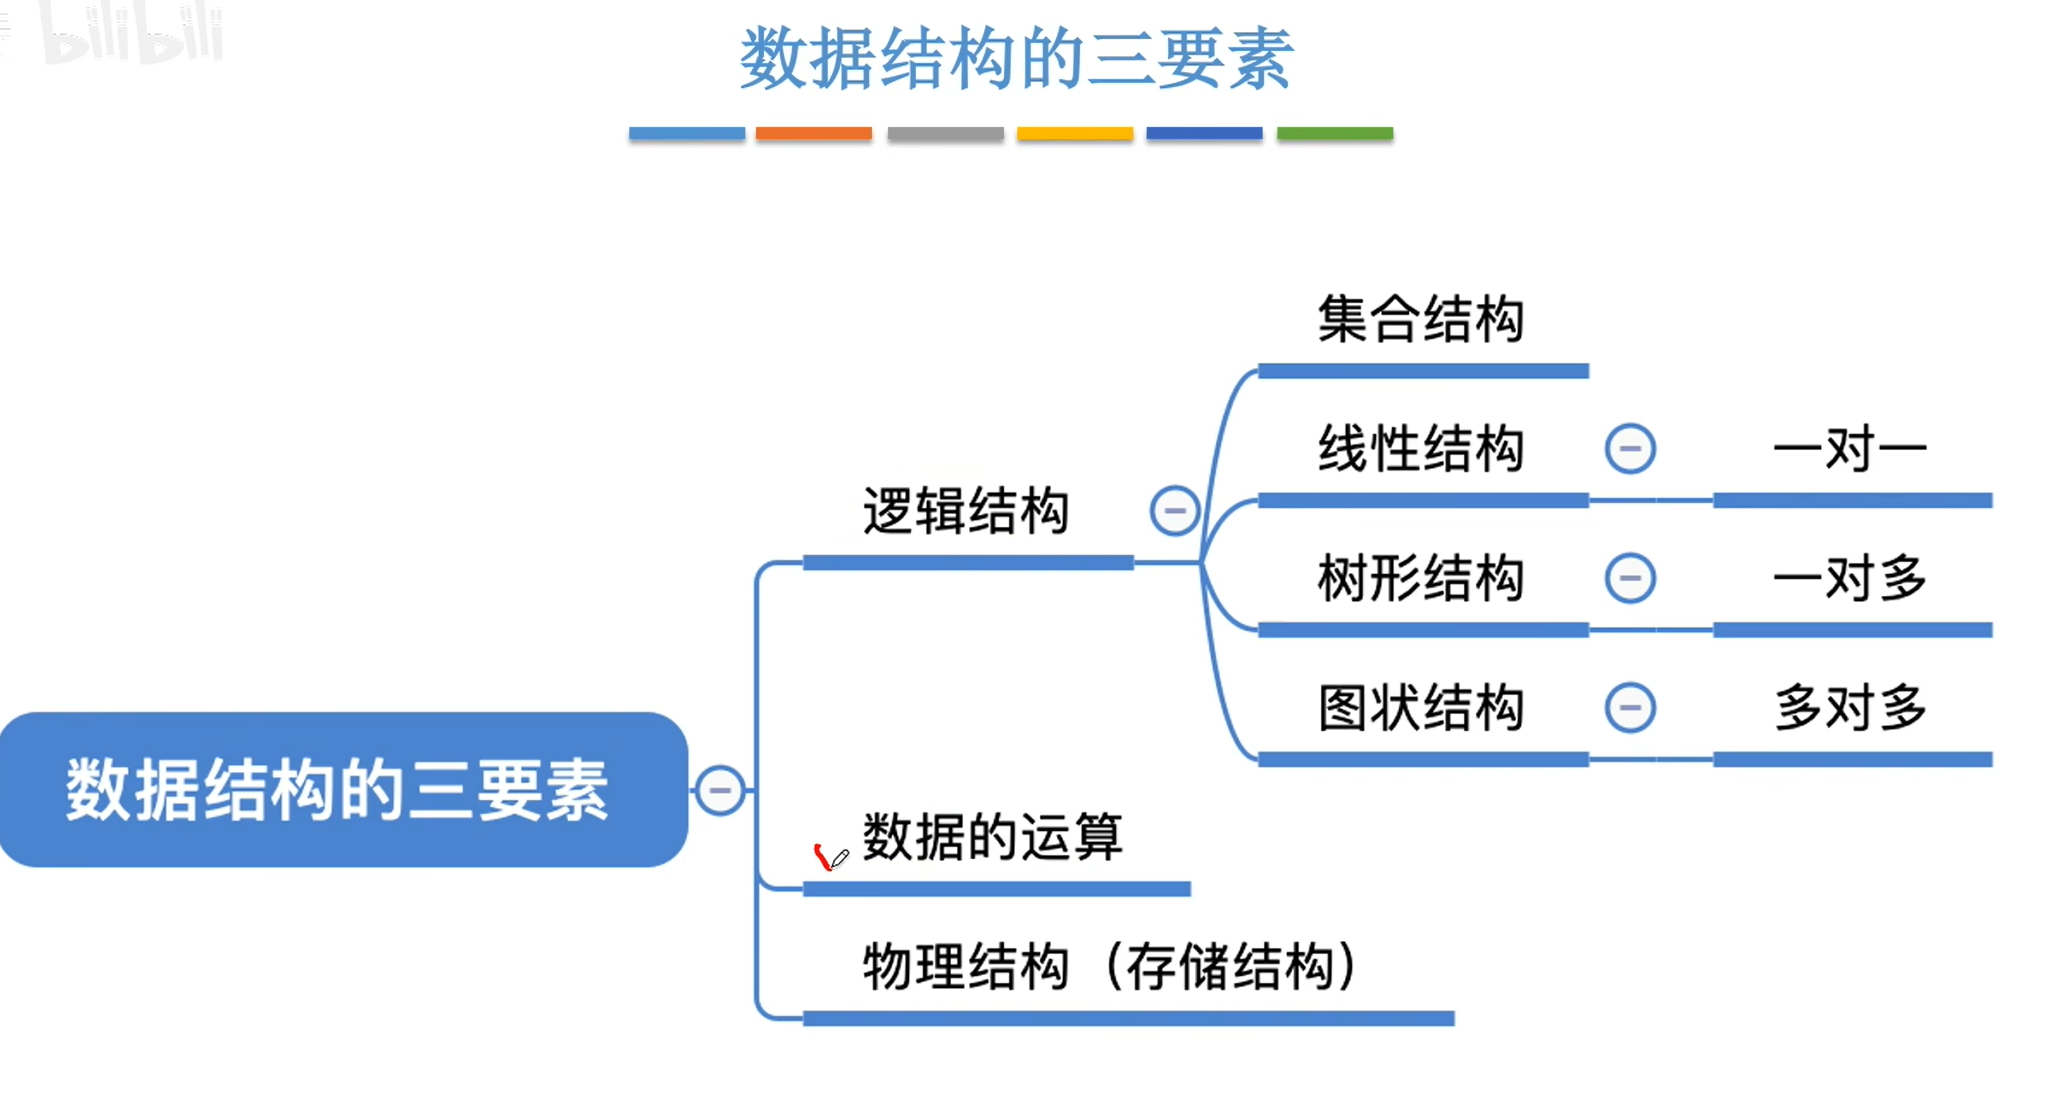 bilibili
数据结构的三要素
集合结构
线性结构
一对一
逻辑结构
树形结构
一对多
图状结构
多对多
数据结构的三要素
数据的运算
物理结构（存储结构）